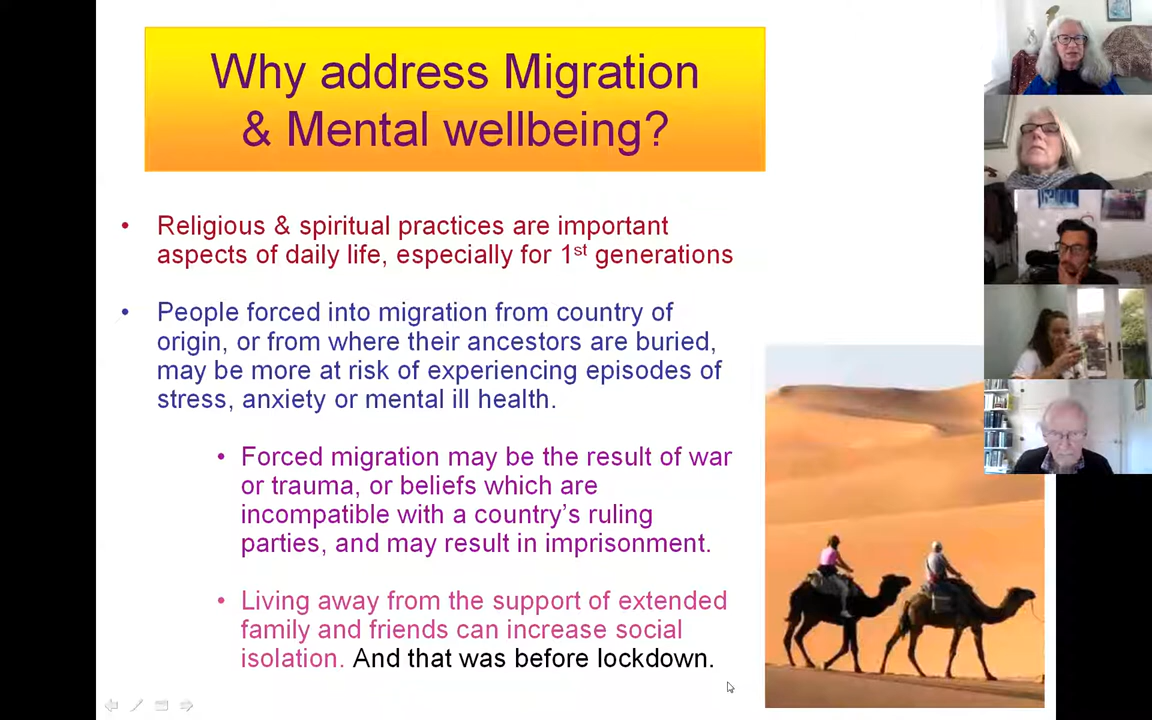 Why address Migration
& Mental wellbeing?
• Religious & spiritual practices are important
aspects of daily life, especially for 1st generations
• People forced into migration from country of
origin, or from where their ancestors are buried,
may be more at risk of experiencing episodes of
stress, anxiety or mental ill health.
• Forced migration may be the result of war
or trauma, or beliefs which are
incompatible with a country’s ruling
parties, and may result in imprisonment.
• Living away from the support of extended
family and friends can increase social
isolation. And that was before lockdown.